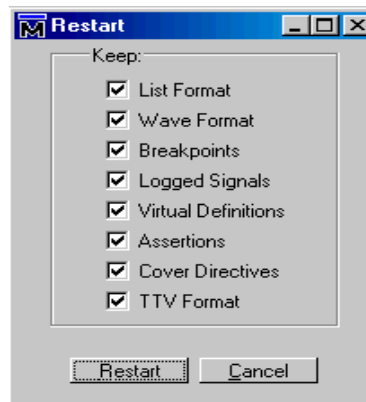 Restart
Keep:
List Format
Wave Format
Breakpoints
Logged Signals
Virtual Definitions
Assertions
Cover Directives
TTV Format
Restart Cancel